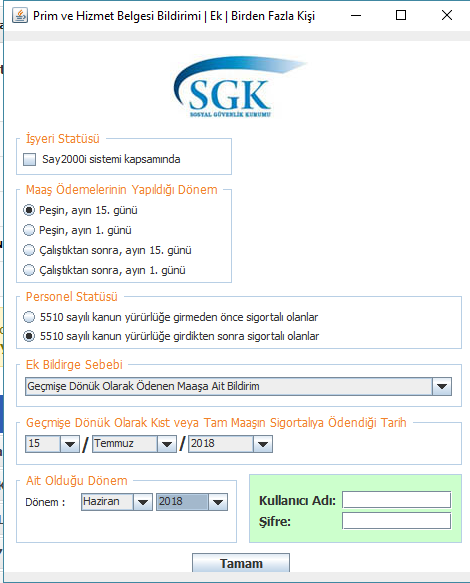 Prim ve Hizmet Belgesi Bildirimi | Ek | Birden Fazla Kişi
SGK
SOSYAL GÜVENLİK KURUMU
İşyeri Statüsü
Say2000i sistemi kapsamında
Maaş Ödemelerinin Yapıldığı Dönem
Peşin, ayın 15. günü
Peşin, ayın 1. günü
Çalıştıktan sonra, ayın 15. günü
Çalıştıktan sonra, ayın 1. günü
Personel Statüsü
5510 sayılı kanun yürürlüğe girmeden önce sigortalı olanlar
5510 sayılı kanun yürürlüğe girdikten sonra sigortalı olanlar
Ek Bildirge Sebebi
Geçmişe Dönük Olarak Ödenen Maaşa Ait Bildirim
Geçmişe Dönük Olarak Kıst veya Tam Maaşın Sigortalıya Ödendiği Tarih
15 / Temmuz / 2018
Ait Olduğu Dönem
Dönem : Haziran 2018
Kullanıcı Adı:
Şifre:
Tamam